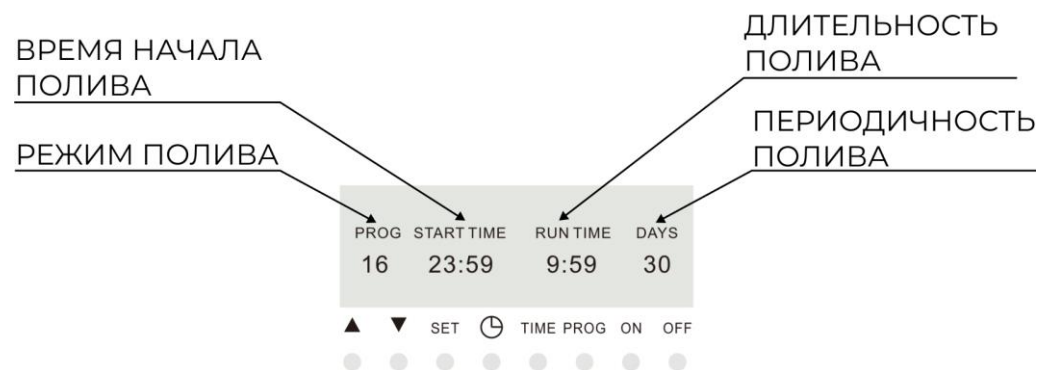 ВРЕМЯ НАЧАЛА
ПОЛИВА
РЕЖИМ ПОЛИВА
ДЛИТЕЛЬНОСТЬ
ПОЛИВА
ПЕРИОДИЧНОСТЬ
ПОЛИВА
PROG START TIME RUN TIME DAYS
16 23:59 9:59 30
▲ ▼ SET TIME PROG ON OFF